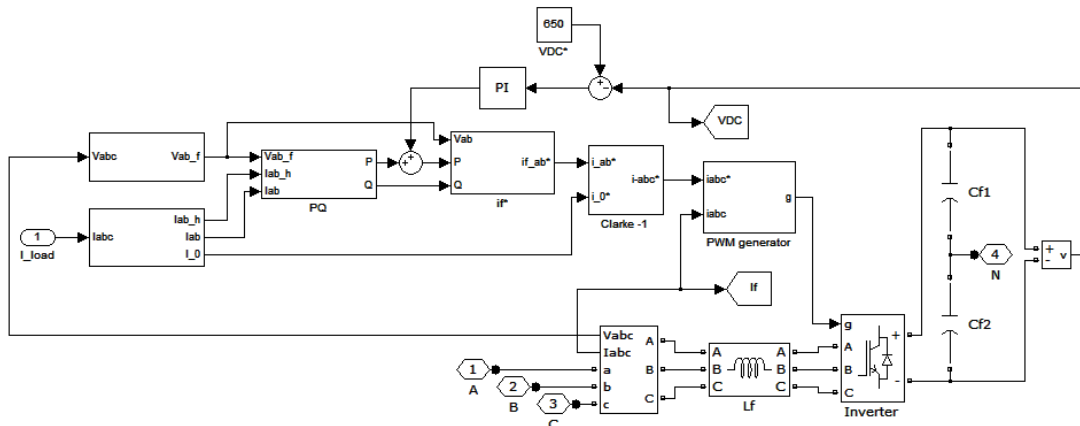 650
VDC*
PI
+
-
VDC
Vabc
Vab_f
Vab_f
Iab_h
Iab
P
Q
PQ
+
+
Vab
P
Q
if_ab*
if*
i_ab*
i_0*
i-abc*
Clarke -1
iabc*
iabc
g
PWM generator
1
I_load
Iabc
Iab_h
Iab
I_0
If
Cf1
4
N
+
-
v
Cf2
Vabc
Iabc
a
b
c
A
B
C
1
A
2
B
3
C
A
B
C
A
B
C
Lf
g
A
B
C
+
-
Inverter